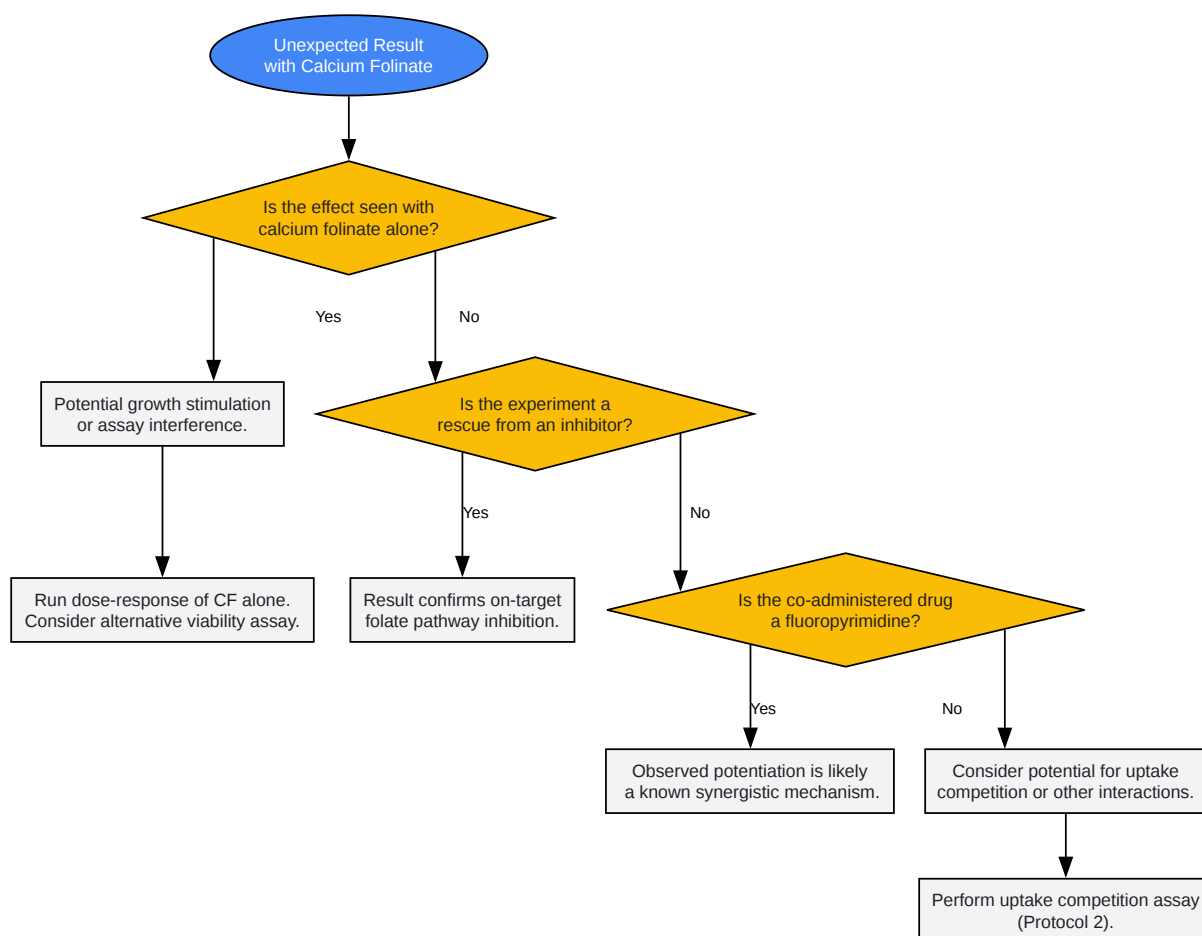 Unexpected Result
with Calcium Folinate
Is the effect seen with
calcium folinate alone?
Yes
No
Potential growth stimulation
or assay interference.
Is the experiment a
rescue from an inhibitor?
Yes
No
Run dose-response of CF alone.
Consider alternative viability assay.
Result confirms on-target
folate pathway inhibition.
Is the co-administered drug
a fluoropyrimidine?
Yes
No
Observed potentiation is likely
a known synergistic mechanism.
Consider potential for uptake
competition or other interactions.
Perform uptake competition assay
(Protocol 2).